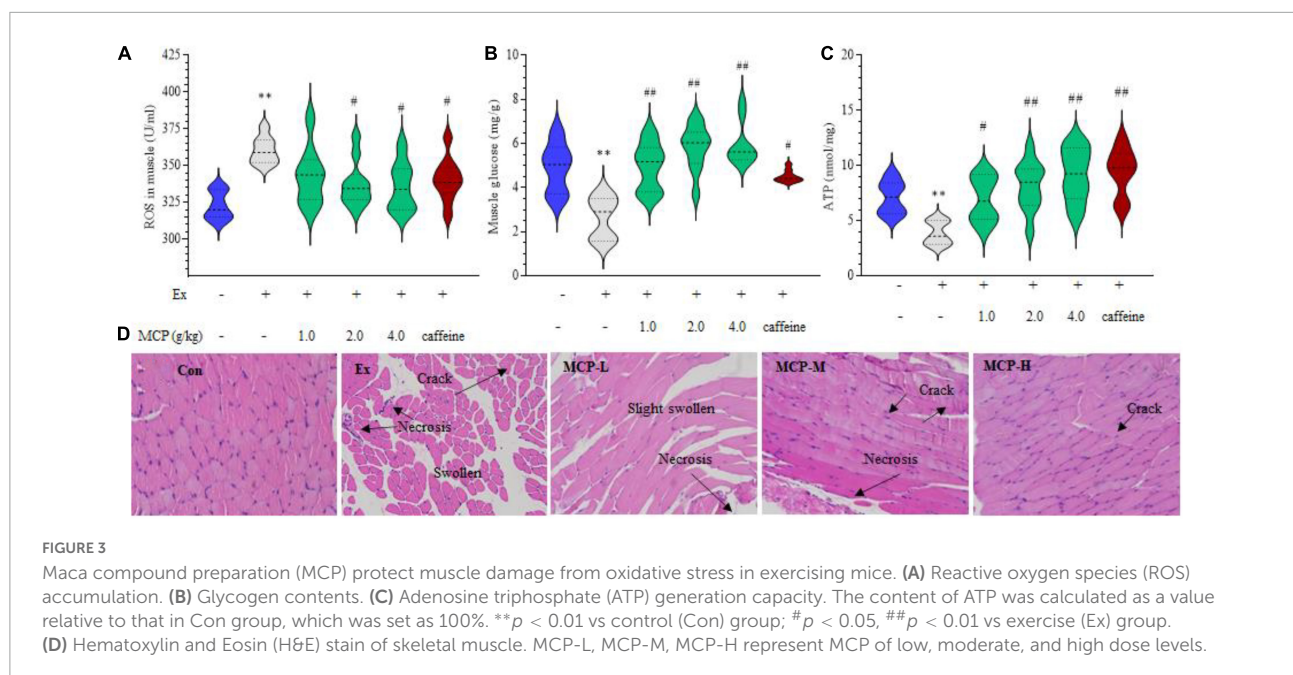 A
425
400
375
350
325
300
275
ROS in muscle (U/ml)
**
#
#
#
Ex - + + + + +
MCP (g/kg) - - 1.0 2.0 4.0 caffeine
B
10
8
6
4
2
0
Muscle glucose (mg/g)
**
##
##
##
#
- + + + + +
- - 1.0 2.0 4.0 caffeine
C
20
15
10
5
0
ATP (nmol/mg)
**
#
##
##
##
- + + + + +
- - 1.0 2.0 4.0 caffeine
D
Con
Ex
Crack
Necrosis
Swollen
MCP-L
Slight swollen
Necrosis
MCP-M
Crack
Necrosis
MCP-H
Crack
FIGURE 3
Maca compound preparation (MCP) protect muscle damage from oxidative stress in exercising mice. (A) Reactive oxygen species (ROS)
accumulation. (B) Glycogen contents. (C) Adenosine triphosphate (ATP) generation capacity. The content of ATP was calculated as a value
relative to that in Con group, which was set as 100%. **p < 0.01 vs control (Con) group; #p < 0.05, ##p < 0.01 vs exercise (Ex) group.
(D) Hematoxylin and Eosin (H&E) stain of skeletal muscle. MCP-L, MCP-M, MCP-H represent MCP of low, moderate, and high dose levels.